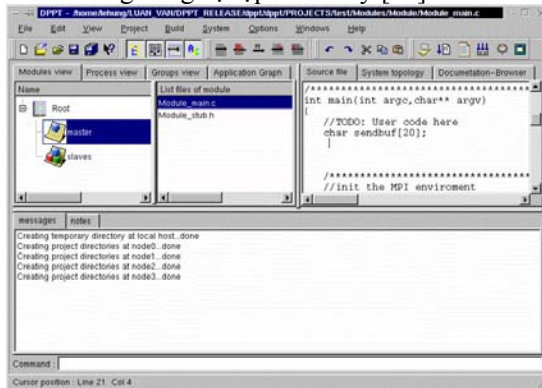 DPPT - /home/lehung/LUAN_VAN/DPPT_RELEASE/dppt/dppt/PROJECTS/test/Modules/Module/Module_main.c
File Edit View Project Build System Options Windows Help
Modules view Process view Groups view Application Graph
Source file System topology Documetation-Browser
Name
List files of module
Root
master
slaves
Module_main.c
Module_stub.h
int main(int argc,char** argv)
{
//TODO: User code here
char sendbuf[20];
//init the MPI enviroment
messages notes
Creating temporary directory at local host...done
Creating project directories at node0...done
Creating project directories at node1...done
Creating project directories at node2...done
Creating project directories at node3...done
Command :
Cursor position : Line 21 Col 4